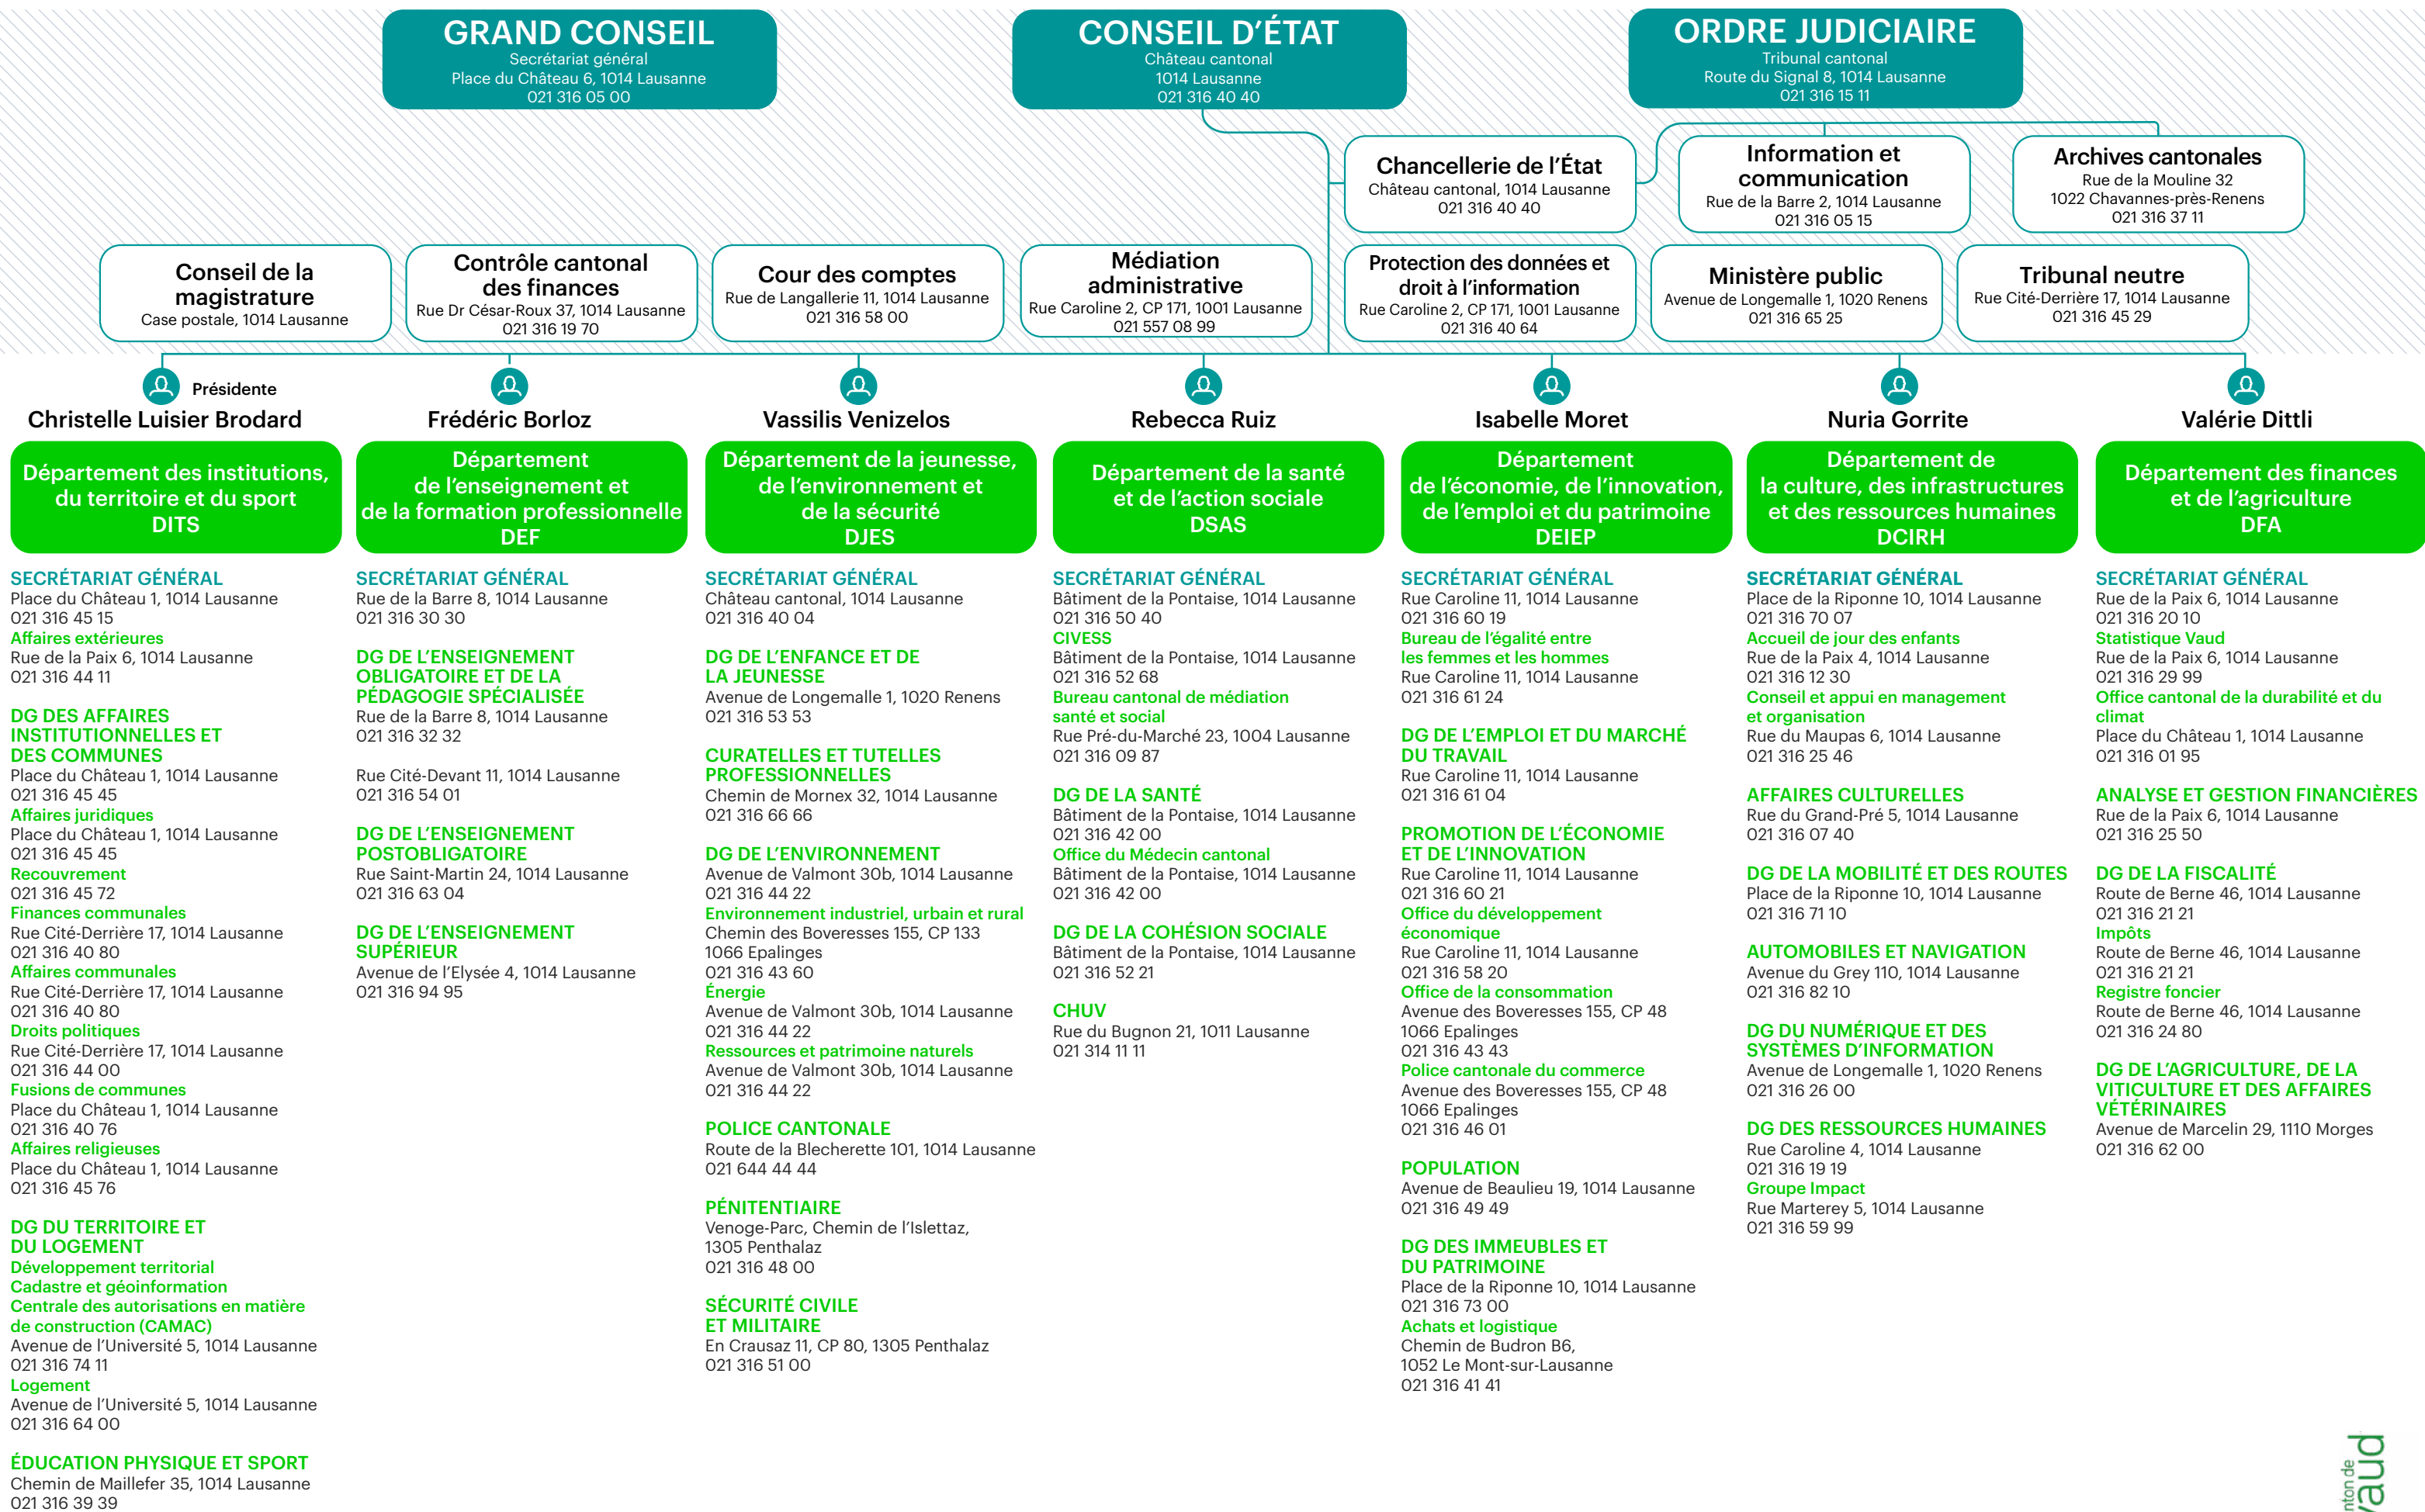 GRAND CONSEIL
Secrétariat général
Place du Château 6, 1014 Lausanne
021 316 05 00
CONSEIL D'ÉTAT
Château cantonal
1014 Lausanne
021 316 40 40
ORDRE JUDICIAIRE
Tribunal cantonal
Route du Signal 8, 1014 Lausanne
021 316 15 11
Chancellerie de l'État
Château cantonal, 1014 Lausanne
021 316 40 40
Information et
communication
Rue de la Barre 2, 1014 Lausanne
021 316 05 15
Archives cantonales
Rue de la Mouline 32
1022 Chavannes-près-Renens
021 316 37 11
Conseil de la
magistrature
Case postale, 1014 Lausanne
Contrôle cantonal
des finances
Rue Dr César-Roux 37, 1014 Lausanne
021 316 19 70
Cour des comptes
Rue de Langallerie 11, 1014 Lausanne
021 316 58 00
Médiation
administrative
Rue Caroline 2, CP 171, 1001 Lausanne
021 557 08 99
Protection des données et
droit à l'information
Rue Caroline 2, CP 171, 1001 Lausanne
021 316 40 64
Ministère public
Avenue de Longemalle 1, 1020 Renens
021 316 65 25
Tribunal neutre
Rue Cité-Derrière 17, 1014 Lausanne
021 316 45 29
Présidente
Christelle Luisier Brodard
Département des institutions,
du territoire et du sport
DITS
SECRÉTARIAT GÉNÉRAL
Place du Château 1, 1014 Lausanne
021 316 45 15
Affaires extérieures
Rue de la Paix 6, 1014 Lausanne
021 316 44 11
DG DES AFFAIRES
INSTITUTIONNELLES ET
DES COMMUNES
Place du Château 1, 1014 Lausanne
021 316 45 45
Affaires juridiques
Place du Château 1, 1014 Lausanne
021 316 45 45
Recouvrement
021 316 45 72
Finances communales
Rue Cité-Derrière 17, 1014 Lausanne
021 316 40 80
Affaires communales
Rue Cité-Derrière 17, 1014 Lausanne
021 316 40 80
Droits politiques
Rue Cité-Derrière 17, 1014 Lausanne
021 316 44 00
Fusions de communes
Place du Château 1, 1014 Lausanne
021 316 40 76
Affaires religieuses
Place du Château 1, 1014 Lausanne
021 316 45 76
DG DU TERRITOIRE ET
DU LOGEMENT
Développement territorial
Cadastre et géoinformation
Centrale des autorisations en matière
de construction (CAMAC)
Avenue de l'Université 5, 1014 Lausanne
021 316 74 11
Logement
Avenue de l'Université 5, 1014 Lausanne
021 316 64 00
ÉDUCATION PHYSIQUE ET SPORT
Chemin de Maillefer 35, 1014 Lausanne
021 316 39 39
Frédéric Borloz
Département
de l'enseignement et
de la formation professionnelle
DEF
SECRÉTARIAT GÉNÉRAL
Rue de la Barre 8, 1014 Lausanne
021 316 30 30
DG DE L'ENSEIGNEMENT
OBLIGATOIRE ET DE LA
PÉDAGOGIE SPÉCIALISÉE
Rue de la Barre 8, 1014 Lausanne
021 316 32 32
Rue Cité-Devant 11, 1014 Lausanne
021 316 54 01
DG DE L'ENSEIGNEMENT
POSTOBLIGATOIRE
Rue Saint-Martin 24, 1014 Lausanne
021 316 63 04
DG DE L'ENSEIGNEMENT
SUPÉRIEUR
Avenue de l'Elysée 4, 1014 Lausanne
021 316 94 95
Vassilis Venizelos
Département de la jeunesse,
de l'environnement et
de la sécurité
DJES
SECRÉTARIAT GÉNÉRAL
Château cantonal, 1014 Lausanne
021 316 40 04
DG DE L'ENFANCE ET DE
LA JEUNESSE
Avenue de Longemalle 1, 1020 Renens
021 316 53 53
CURATELLES ET TUTELLES
PROFESSIONNELLES
Chemin de Mornex 32, 1014 Lausanne
021 316 66 66
DG DE L'ENVIRONNEMENT
Avenue de Valmont 30b, 1014 Lausanne
021 316 44 22
Environnement industriel, urbain et rural
Chemin des Boveresses 155, CP 133
1066 Epalinges
021 316 43 60
Énergie
Avenue de Valmont 30b, 1014 Lausanne
021 316 44 22
Ressources et patrimoine naturels
Avenue de Valmont 30b, 1014 Lausanne
021 316 44 22
POLICE CANTONALE
Route de la Blecherette 101, 1014 Lausanne
021 644 44 44
PÉNITENTIAIRE
Venoge-Parc, Chemin de l'Islettaz,
1305 Penthalaz
021 316 48 00
SÉCURITÉ CIVILE
ET MILITAIRE
En Crausaz 11, CP 80, 1305 Penthalaz
021 316 51 00
Rebecca Ruiz
Département de la santé
et de l'action sociale
DSAS
SECRÉTARIAT GÉNÉRAL
Bâtiment de la Pontaise, 1014 Lausanne
021 316 50 40
CIVESS
Bâtiment de la Pontaise, 1014 Lausanne
021 316 52 68
Bureau cantonal de médiation
santé et social
Rue Pré-du-Marché 23, 1004 Lausanne
021 316 09 87
DG DE LA SANTÉ
Bâtiment de la Pontaise, 1014 Lausanne
021 316 42 00
Office du Médecin cantonal
Bâtiment de la Pontaise, 1014 Lausanne
021 316 42 00
DG DE LA COHÉSION SOCIALE
Bâtiment de la Pontaise, 1014 Lausanne
021 316 52 21
CHUV
Rue du Bugnon 21, 1011 Lausanne
021 314 11 11
Isabelle Moret
Département
de l'économie, de l'innovation,
de l'emploi et du patrimoine
DEIEP
SECRÉTARIAT GÉNÉRAL
Rue Caroline 11, 1014 Lausanne
021 316 60 19
Bureau de l'égalité entre
les femmes et les hommes
Rue Caroline 11, 1014 Lausanne
021 316 61 24
DG DE L'EMPLOI ET DU MARCHÉ
DU TRAVAIL
Rue Caroline 11, 1014 Lausanne
021 316 61 04
PROMOTION DE L'ÉCONOMIE
ET DE L'INNOVATION
Rue Caroline 11, 1014 Lausanne
021 316 60 21
Office du développement
économique
Rue Caroline 11, 1014 Lausanne
021 316 58 20
Office de la consommation
Avenue des Boveresses 155, CP 48
1066 Epalinges
021 316 43 43
Police cantonale du commerce
Avenue des Boveresses 155, CP 48
1066 Epalinges
021 316 46 01
POPULATION
Avenue de Beaulieu 19, 1014 Lausanne
021 316 49 49
DG DES IMMEUBLES ET
DU PATRIMOINE
Place de la Riponne 10, 1014 Lausanne
021 316 73 00
Achats et logistique
Chemin de Budron B6,
1052 Le Mont-sur-Lausanne
021 316 41 41
Nuria Gorrite
Département de
la culture, des infrastructures
et des ressources humaines
DCIRH
SECRÉTARIAT GÉNÉRAL
Place de la Riponne 10, 1014 Lausanne
021 316 70 07
Accueil de jour des enfants
Rue de la Paix 4, 1014 Lausanne
021 316 12 30
Conseil et appui en management
et organisation
Rue du Maupas 6, 1014 Lausanne
021 316 25 46
AFFAIRES CULTURELLES
Rue du Grand-Pré 5, 1014 Lausanne
021 316 07 40
DG DE LA MOBILITÉ ET DES ROUTES
Place de la Riponne 10, 1014 Lausanne
021 316 71 10
AUTOMOBILES ET NAVIGATION
Avenue du Grey 110, 1014 Lausanne
021 316 82 10
DG DU NUMÉRIQUE ET DES
SYSTÈMES D'INFORMATION
Avenue de Longemalle 1, 1020 Renens
021 316 26 00
DG DES RESSOURCES HUMAINES
Rue Caroline 4, 1014 Lausanne
021 316 19 19
Groupe Impact
Rue Marterey 5, 1014 Lausanne
021 316 59 99
Valérie Dittli
Département des finances
et de l'agriculture
DFA
SECRÉTARIAT GÉNÉRAL
Rue de la Paix 6, 1014 Lausanne
021 316 20 10
Statistique Vaud
Rue de la Paix 6, 1014 Lausanne
021 316 29 99
Office cantonal de la durabilité et du
climat
Place du Château 1, 1014 Lausanne
021 316 01 95
ANALYSE ET GESTION FINANCIÈRES
Rue de la Paix 6, 1014 Lausanne
021 316 25 50
DG DE LA FISCALITÉ
Route de Berne 46, 1014 Lausanne
021 316 21 21
Impôts
Route de Berne 46, 1014 Lausanne
021 316 21 21
Registre foncier
Route de Berne 46, 1014 Lausanne
021 316 24 80
DG DE L'AGRICULTURE, DE LA
VITICULTURE ET DES AFFAIRES
VÉTÉRINAIRES
Avenue de Marcelin 29, 1110 Morges
021 316 62 00